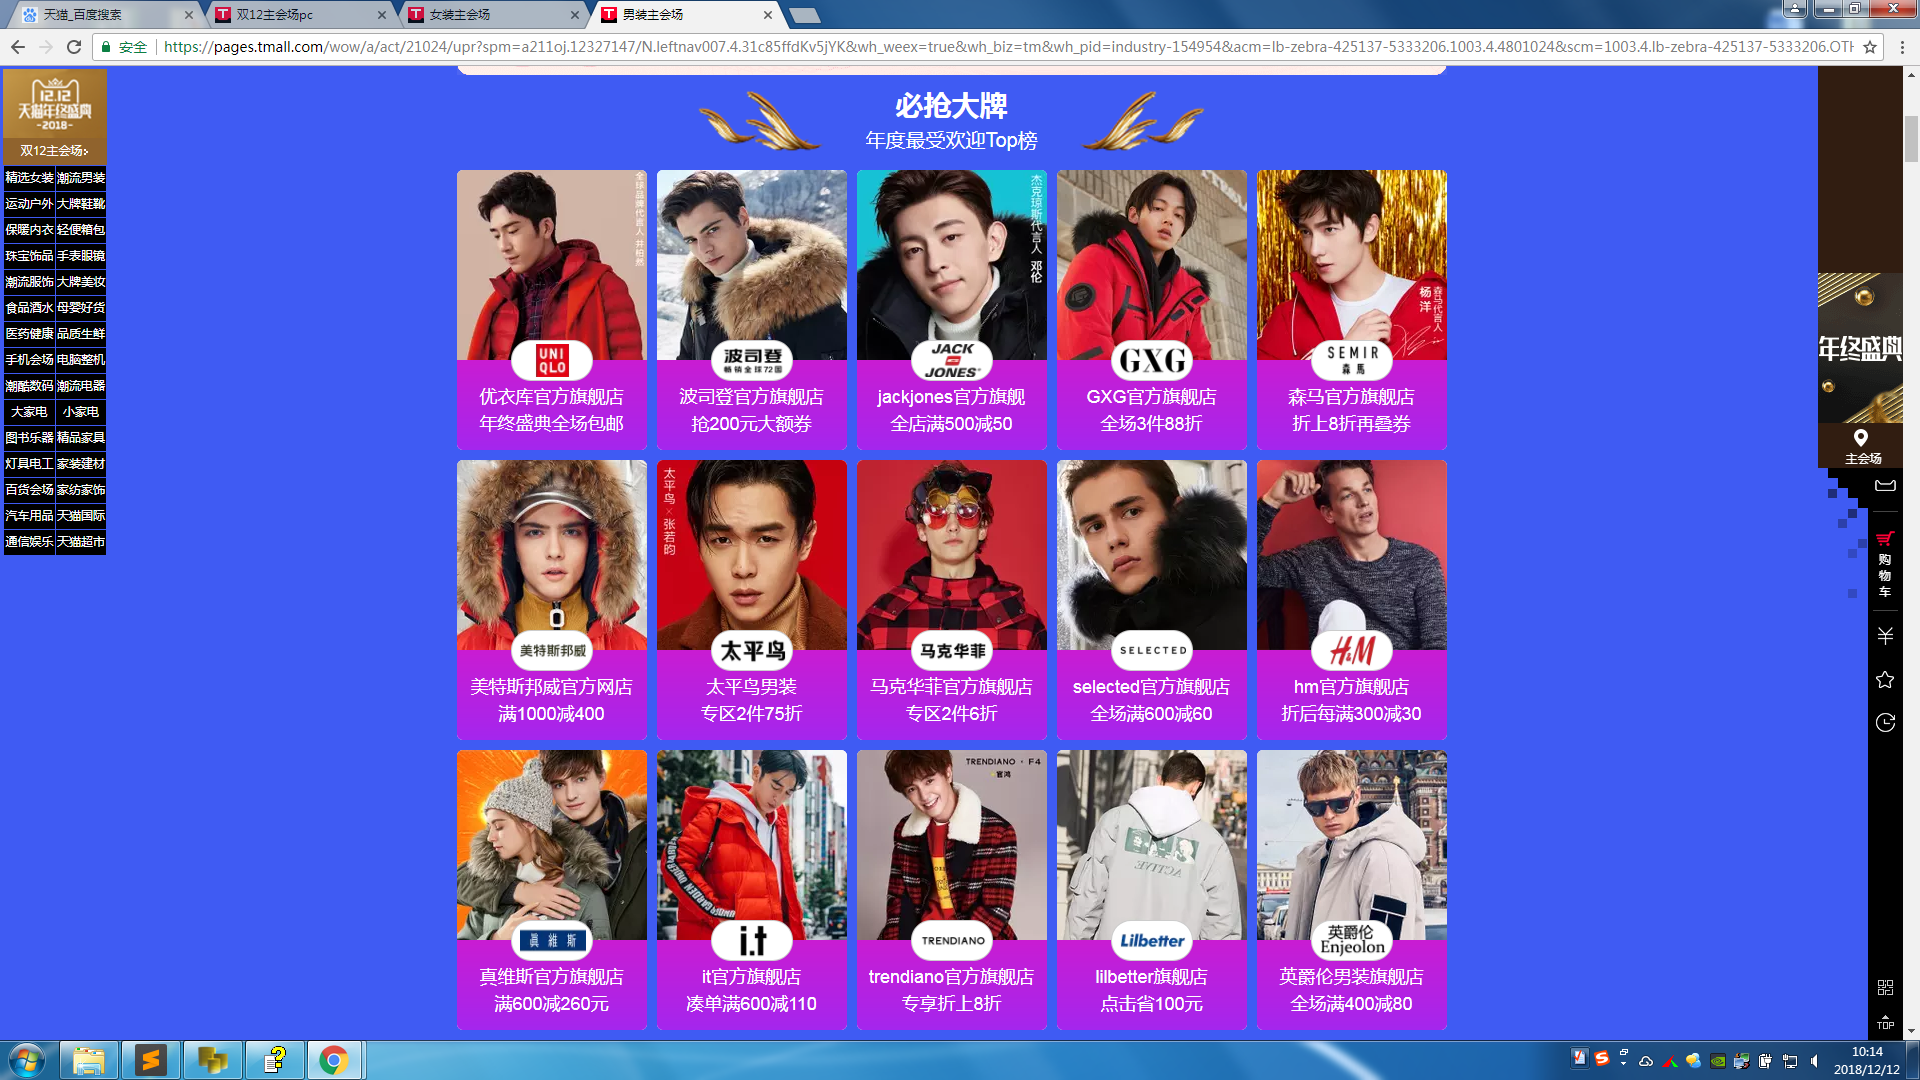 天猫_百度搜索
双12主会场pc
女装主会场
男装主会场
安全
https://pages.tmall.com/wow/a/act/21024/upr?spm=a211oj.12327147/N.leftnav007.4.31c85ffdKv5jYK&wh_weex=true&wh_biz=tm&wh_pid=industry-154954&acm=lb-zebra-425137-5333206.1003.4.4801024&scm=1003.4.lb-zebra-425137-5333206.OTH
12.12
天猫年终盛典
-2018-
双12主会场>
精选女装 潮流男装
运动户外 大牌鞋靴
保暖内衣 轻便箱包
珠宝饰品 手表眼镜
潮流服饰 大牌美妆
食品酒水 母婴好货
医药健康 品质生鲜
手机会场 电脑整机
潮酷数码 潮流电器
大家电 小家电
图书乐器 精品家具
灯具电工 家装建材
百货会场 家纺家饰
汽车用品 天猫国际
通信娱乐 天猫超市
必抢大牌
年度最受欢迎Top榜
全球品牌代言人 井柏然
UNI
QLO
优衣库官方旗舰店
年终盛典全场包邮
波司登
畅销全球72国
波司登官方旗舰店
抢200元大额券
杰克琼斯代言人 邓伦
JACK
JONES
jackjones官方旗舰
全店满500减50
GXG
GXG官方旗舰店
全场3件88折
森马代言人
杨洋
SEMIR
森馬
森马官方旗舰店
折上8折再叠券
美特斯邦威
美特斯邦威官方网店
满1000减400
太平鸟×张若昀
太平鸟
太平鸟男装
专区2件75折
马克华菲
马克华菲官方旗舰店
专区2件6折
SELECTED
selected官方旗舰店
全场满600减60
H&M
hm官方旗舰店
折后每满300减30
真維斯
真维斯官方旗舰店
满600减260元
i.t
it官方旗舰店
凑单满600减110
TRENDIANO · F4
官鸿
TRENDIANO
trendiano官方旗舰店
专享折上8折
ACTIVE
Lilbetter
lilbetter旗舰店
点击省100元
英爵伦
Enjeolon
英爵伦男装旗舰店
全场满400减80
年终盛典
主会场
购物车
TOP
10:14
2018/12/12